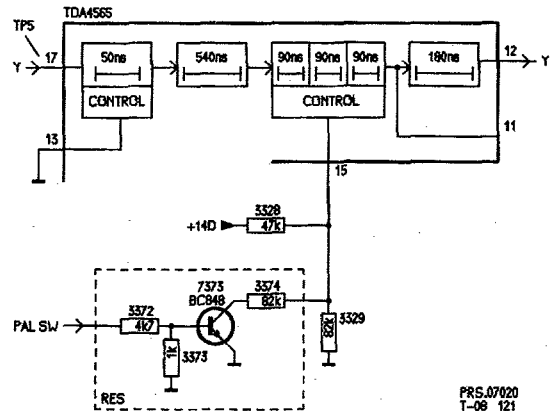 TDA4565
TP5
Y
17
50ns
540ns
90ns
90ns
90ns
180ns
12
Y
CONTROL
CONTROL
13
11
15
3328
+14D
47k
7373
BC848
3374
82k
3372
4k7
PAL SW
1k
3373
82k
3329
RES
PRS.07020
T-08 121